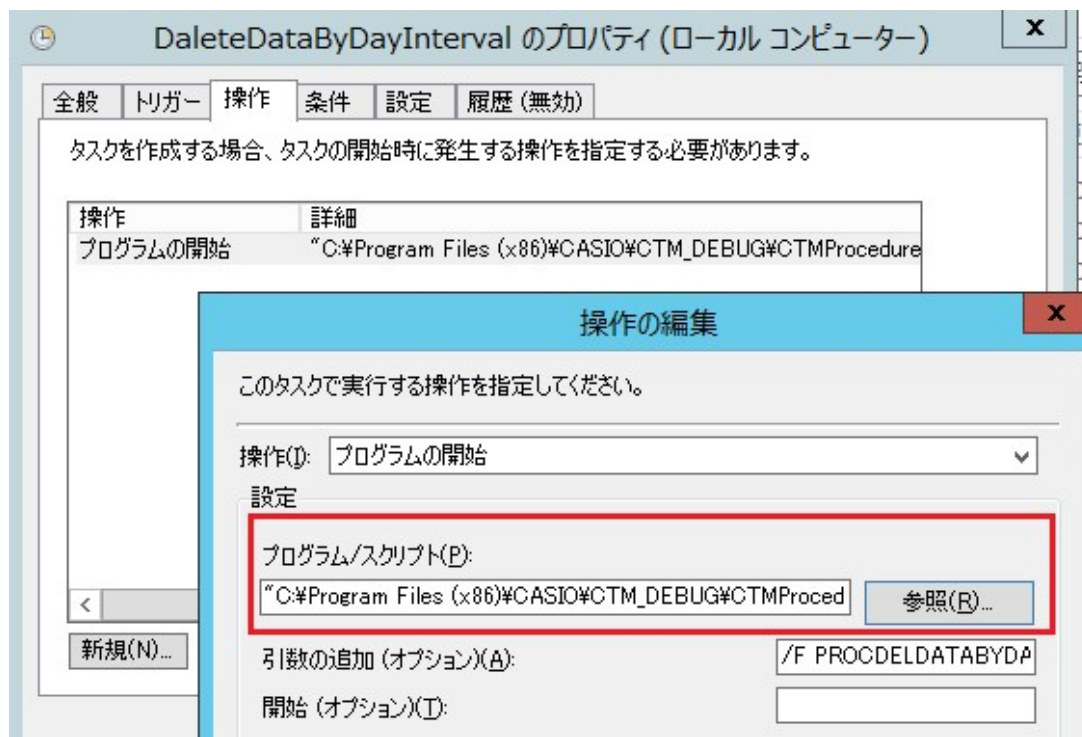 DaleteDataByDayInterval のプロパティ (ローカル コンピューター)
x
全般 トリガー 操作 条件 設定 履歴 (無効)
タスクを作成する場合、タスクの開始時に発生する操作を指定する必要があります。
操作 詳細
プログラムの開始 "C:¥Program Files (x86)¥CASIO¥CTM_DEBUG¥CTMProcedure
操作の編集
x
このタスクで実行する操作を指定してください。
操作(I): プログラムの開始
設定
プログラム/スクリプト(P):
"C:¥Program Files (x86)¥CASIO¥CTM_DEBUG¥CTMProced 参照(R)...
新規(N)...
引数の追加 (オプション)(A): /F PROCDELDATABYDA
開始 (オプション)(T):